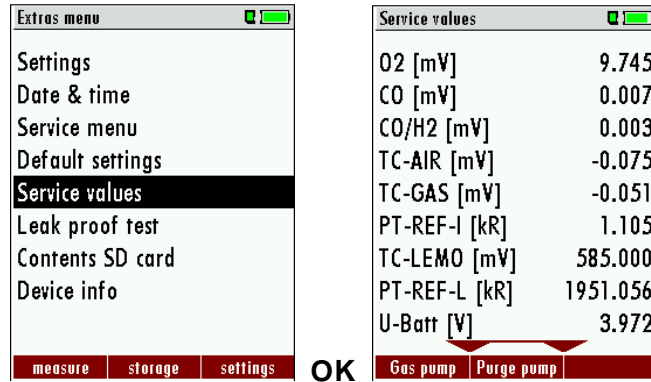 Extras menu
Settings
Date & time
Service menu
Default settings
Service values
Leak proof test
Contents SD card
Device info
measure storage settings
OK
Service values
O2 [mV] 9.745
CO [mV] 0.007
CO/H2 [mV] 0.003
TC-AIR [mV] -0.075
TC-GAS [mV] -0.051
PT-REF-I [kR] 1.105
TC-LEMO [mV] 585.000
PT-REF-L [kR] 1951.056
U-Batt [V] 3.972
Gas pump Purge pump